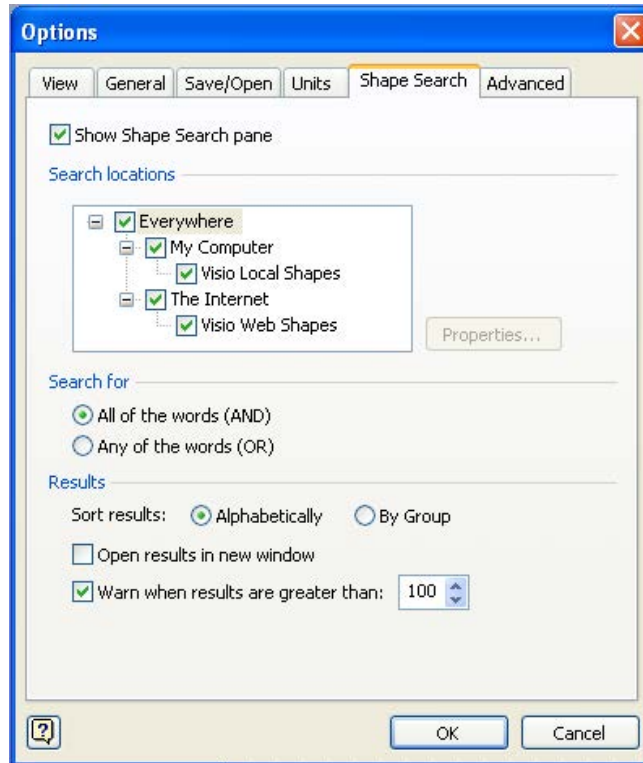 Options
View General Save/Open Units Shape Search Advanced
Show Shape Search pane
Search locations
Everywhere
My Computer
Visio Local Shapes
The Internet
Visio Web Shapes
Properties...
Search for
All of the words (AND)
Any of the words (OR)
Results
Sort results: Alphabetically By Group
Open results in new window
Warn when results are greater than: 100
OK Cancel